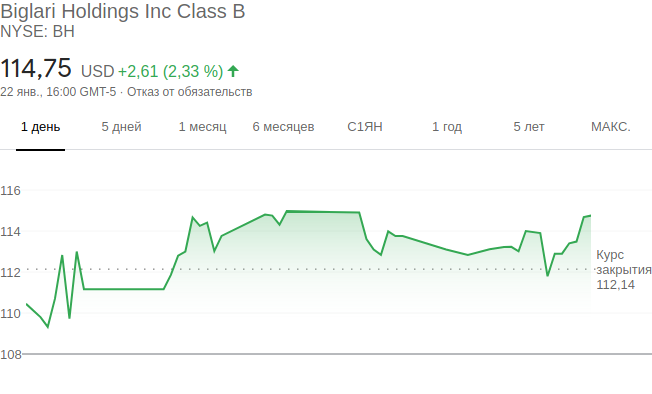 Biglari Holdings Inc Class B
NYSE: BH
114,75 USD +2,61 (2,33 %)
22 янв., 16:00 GMT-5 · Отказ от обязательств
1 день 5 дней 1 месяц 6 месяцев С1ЯН 1 год 5 лет МАКС.
116
114
112
110
108
Курс
закрытия
112,14